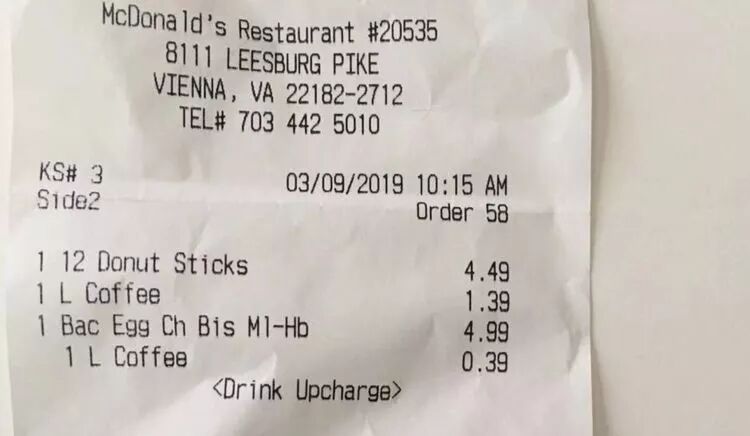 McDonald's Restaurant #20535
8111 LEESBURG PIKE
VIENNA, VA 22182-2712
TEL# 703 442 5010
KS# 3 03/09/2019 10:15 AM
Side2 Order 58
1 12 Donut Sticks 4.49
1 L Coffee 1.39
1 Bac Egg Ch Bis Ml-Hb 4.99
1 L Coffee 0.39
<Drink Upcharge>